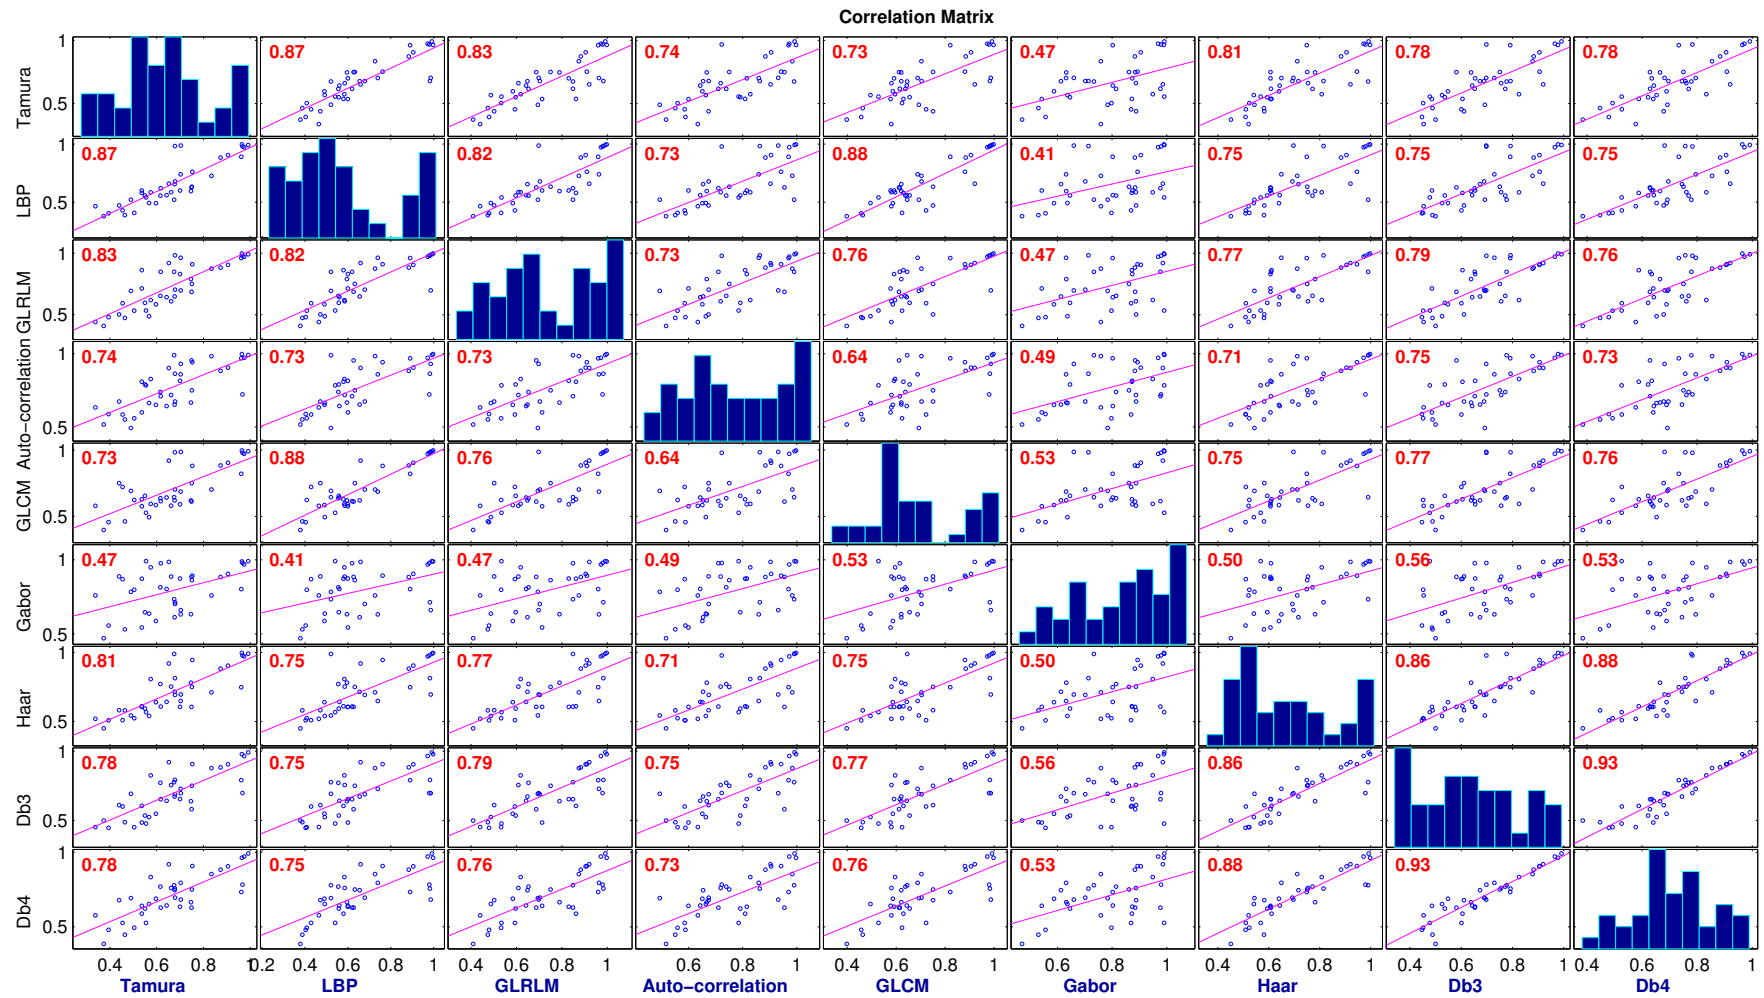 Correlation Matrix
Tamura 1 0.5 0.87 0.83 0.74 0.73 0.47 0.81 0.78 0.78
LBP 1 0.5 0.87 0.82 0.73 0.88 0.41 0.75 0.75 0.75
GLRLM 1 0.5 0.83 0.82 0.73 0.76 0.47 0.77 0.79 0.76
Auto-correlation 1 0.5 0.74 0.73 0.73 0.64 0.49 0.71 0.75 0.73
GLCM 1 0.5 0.73 0.88 0.76 0.64 0.53 0.75 0.77 0.76
Gabor 1 0.5 0.47 0.41 0.47 0.49 0.53 0.50 0.56 0.53
Haar 1 0.5 0.81 0.75 0.77 0.71 0.75 0.50 0.86 0.88
Db3 1 0.5 0.78 0.75 0.79 0.75 0.77 0.56 0.86 0.93
Db4 1 0.5 0.78 0.75 0.76 0.73 0.76 0.53 0.88 0.93
0.4 0.6 0.8 1 0.2 0.4 0.6 0.8 1 0.4 0.6 0.8 1 0.6 0.8 1 0.4 0.6 0.8 1 0.6 0.8 1 0.4 0.6 0.8 1 0.4 0.6 0.8 1 0.4 0.6 0.8 1
Tamura LBP GLRLM Auto-correlation GLCM Gabor Haar Db3 Db4